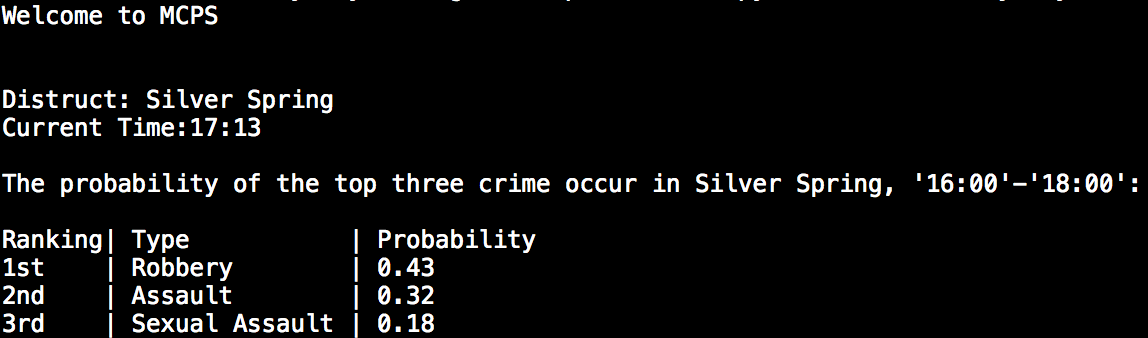 Welcome to MCPS
Distruct: Silver Spring
Current Time:17:13
The probability of the top three crime occur in Silver Spring, '16:00'-'18:00':
Ranking| Type | Probability
1st | Robbery | 0.43
2nd | Assault | 0.32
3rd | Sexual Assault | 0.18